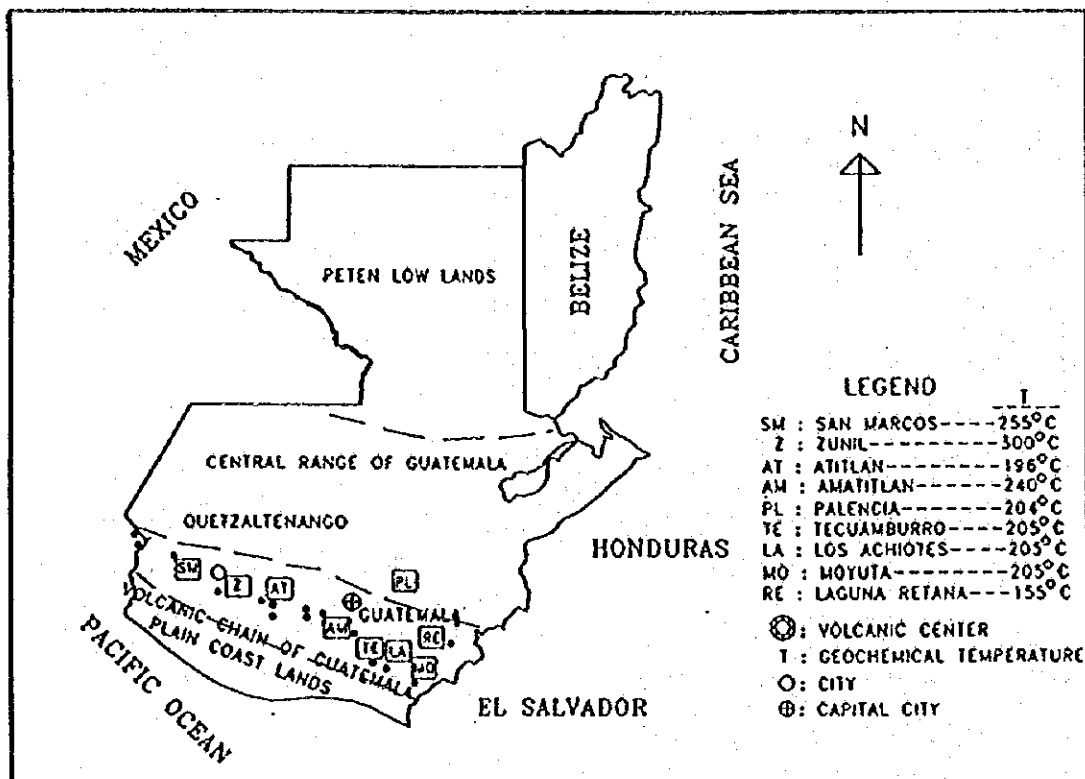 N
MEXICO
CARIBBEAN SEA
PETEN LOW LANDS
BELIZE
LEGEND
T
SM : SAN MARCOS----255°C
Z : ZUNIL------300°C
AT : ATITLAN--------196°C
AM : AMATITLAN------240°C
PL : PALENCIA-------204°C
TE : TECUAMBURRO----205°C
LA : LOS ACHIOTES----205°C
MO : MOYUTA--------205°C
RE : LAGUNA RETANA---155°C
: VOLCANIC CENTER
T : GEOCHEMICAL TEMPERATURE
: CITY
: CAPITAL CITY
CENTRAL RANGE OF GUATEMALA
QUETZALTENANGO
HONDURAS
SM
Z
AT
PL
GUATEMALA
AM
TE
LA
RE
MO
VOLCANIC CHAIN OF GUATEMALA
PLAIN COAST LANDS
PACIFIC OCEAN
EL SALVADOR